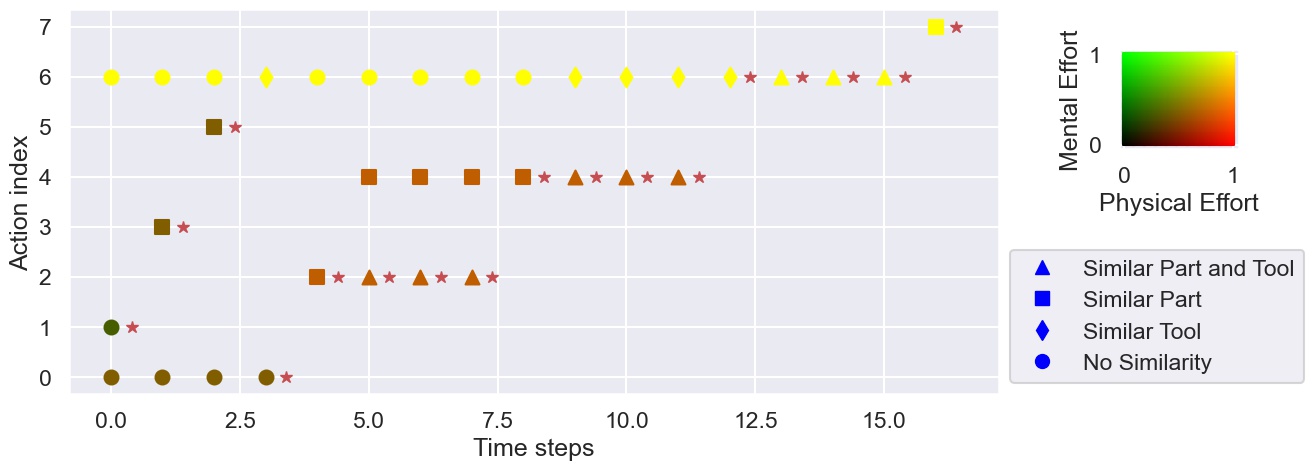 7
6
5
4
3
2
1
0
Action index
0.0 2.5 5.0 7.5 10.0 12.5 15.0
Time steps
Mental Effort
1
0
0 1
Physical Effort
Similar Part and Tool
Similar Part
Similar Tool
No Similarity